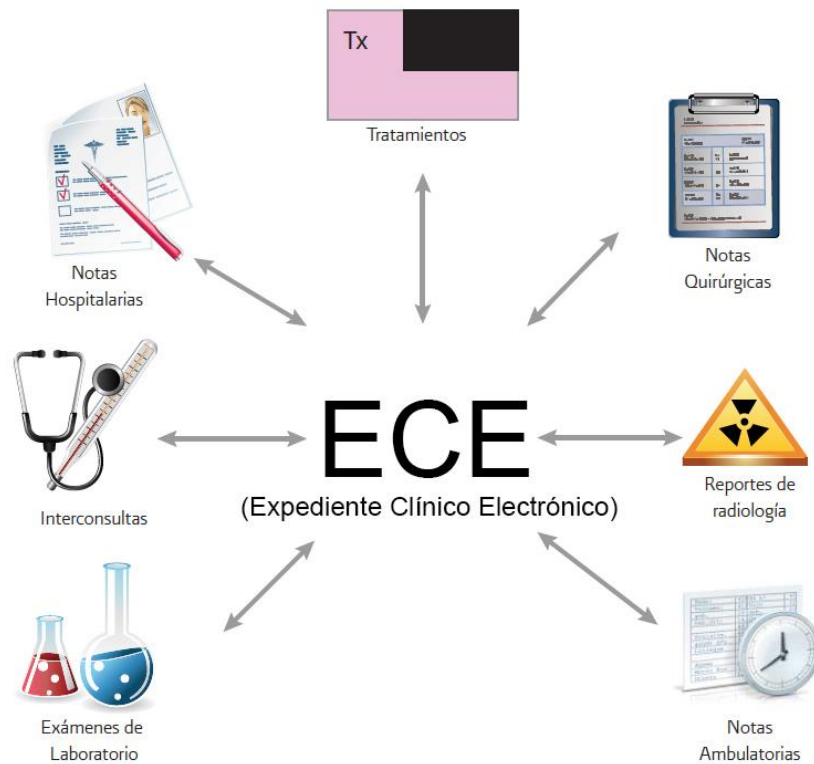 Tx
Tratamientos
Notas
Hospitalarias
Notas
Quirúrgicas
Interconsultas
ECE
(Expediente Clínico Electrónico)
Reportes de
radiología
Exámenes de
Laboratorio
Notas
Ambulatorias